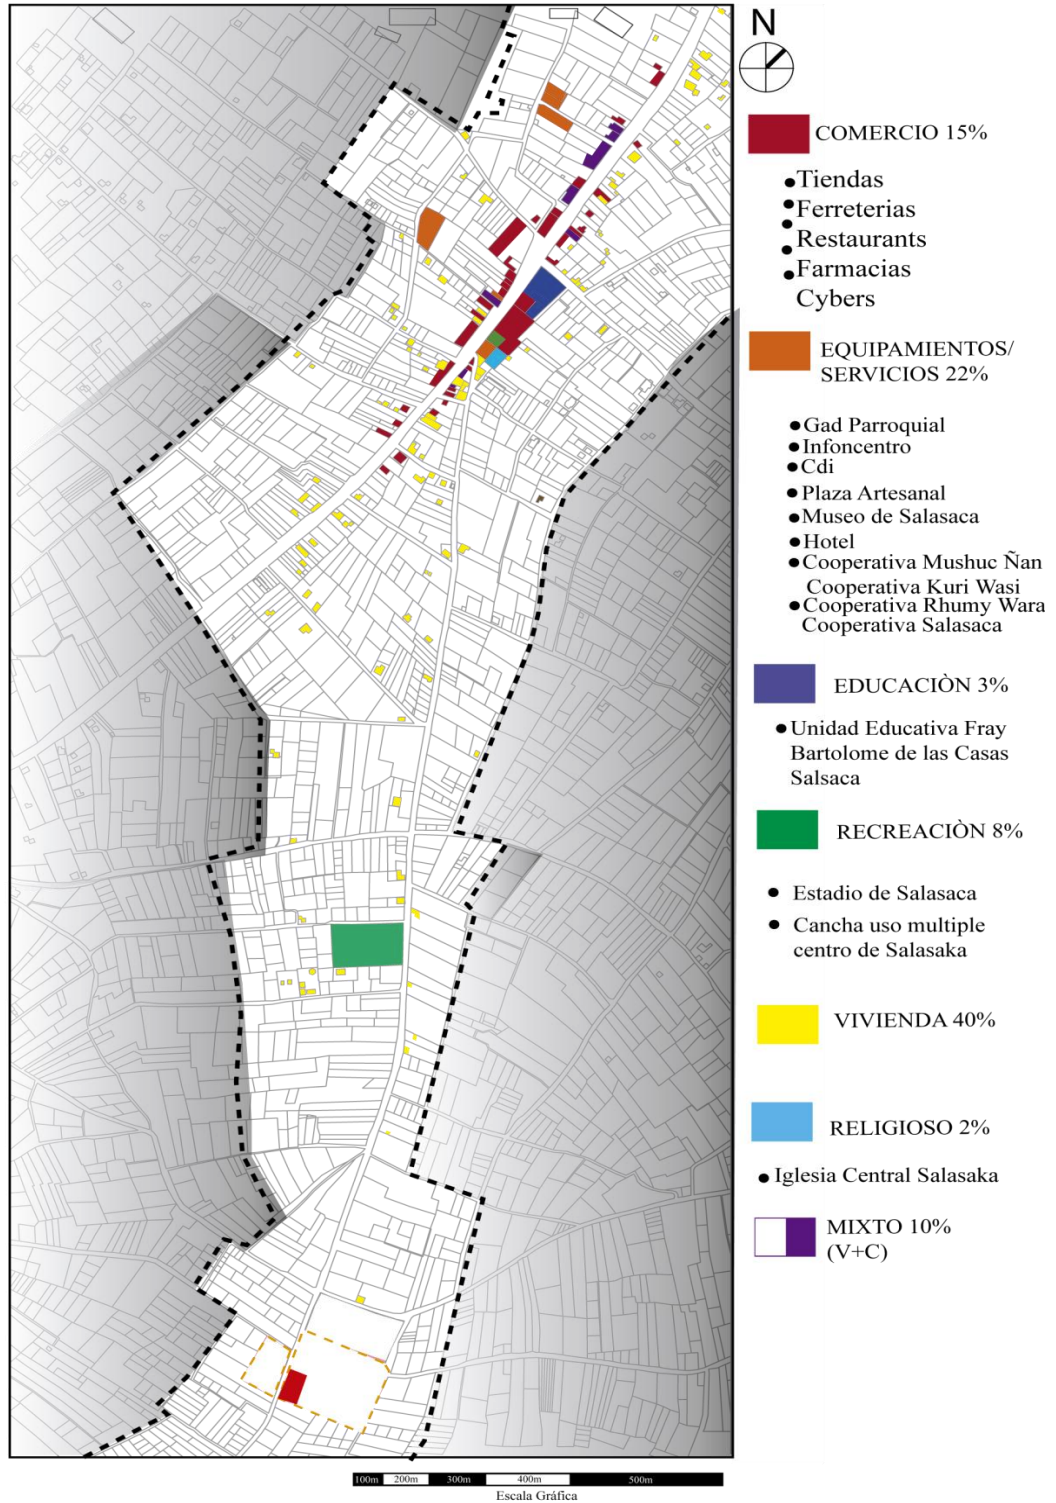 N
COMERCIO 15%
Tiendas
Ferreterias
Restaurants
Farmacias
Cybers
EQUIPAMIENTOS/
SERVICIOS 22%
Gad Parroquial
Infoncentro
Cdi
Plaza Artesanal
Museo de Salasaca
Hotel
Cooperativa Mushuc Ñan
Cooperativa Kuri Wasi
Cooperativa Rhumy Wara
Cooperativa Salasaca
EDUCACIÒN 3%
Unidad Educativa Fray
Bartolome de las Casas
Salsaca
RECREACIÒN 8%
Estadio de Salasaca
Cancha uso multiple
centro de Salasaka
VIVIENDA 40%
RELIGIOSO 2%
Iglesia Central Salasaka
MIXTO 10%
(V+C)
100m 200m 300m 400m 500m
Escala Gráfica